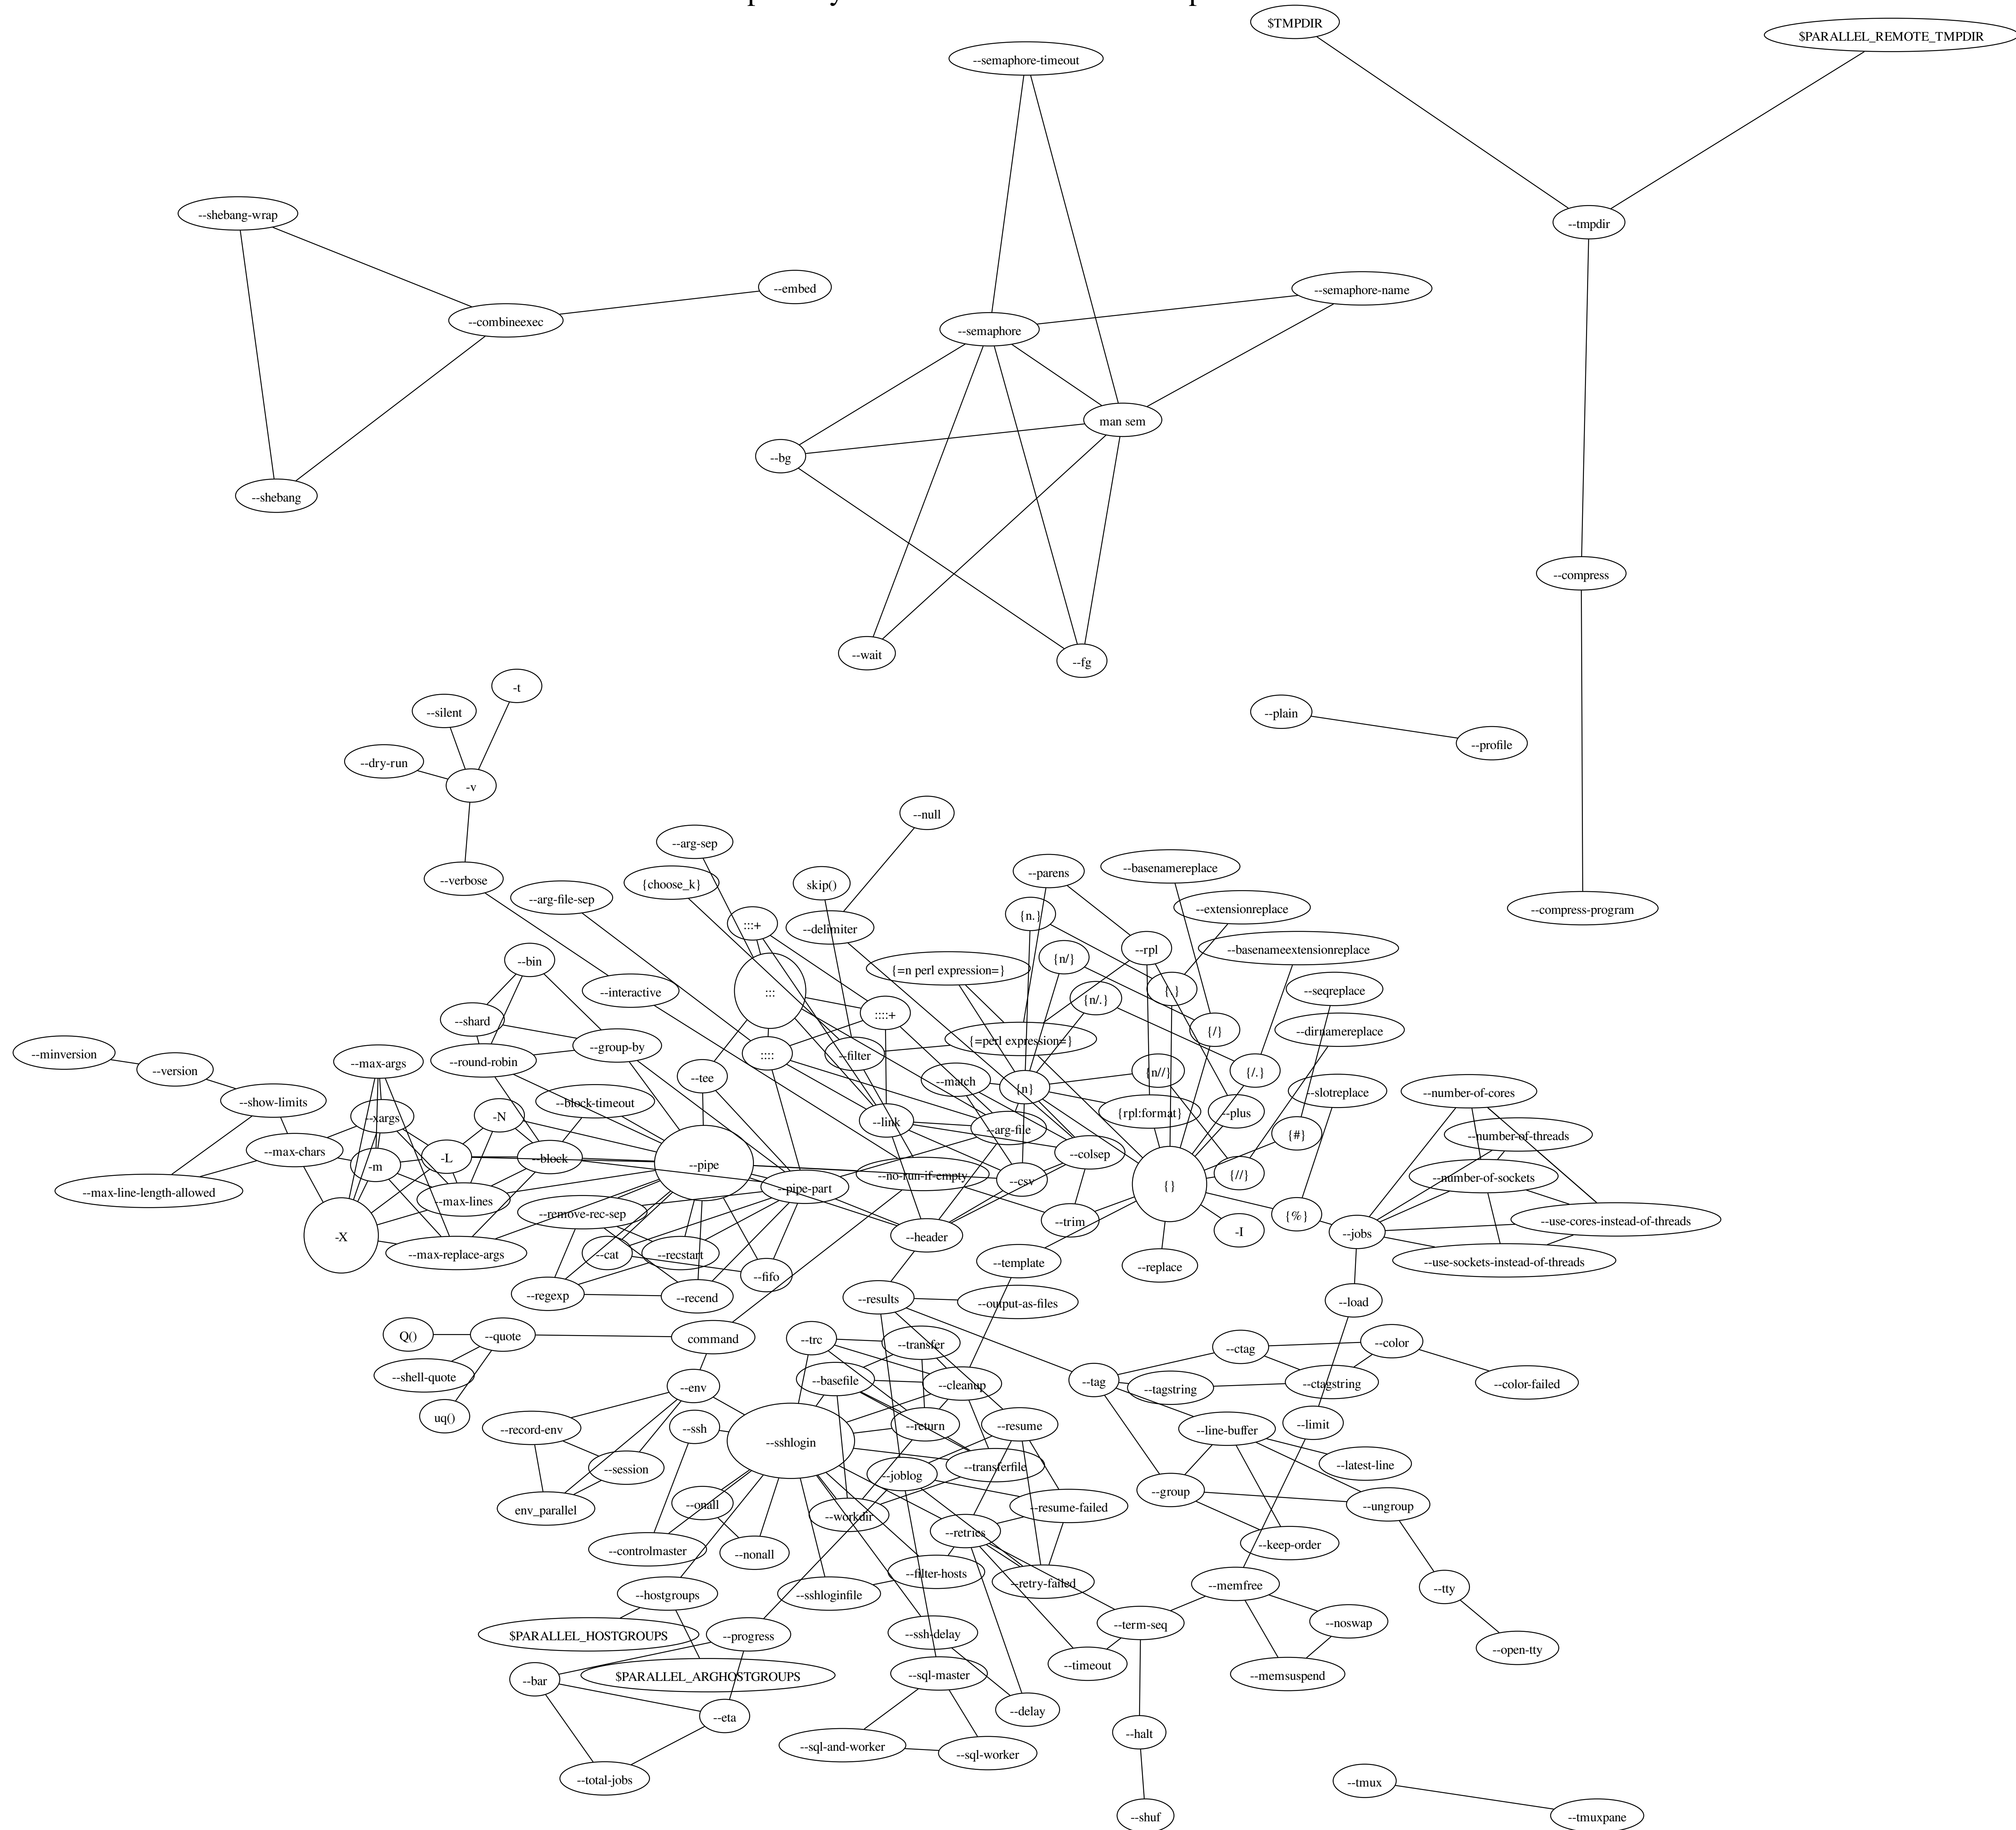 $TMPDIR
$PARALLEL_REMOTE_TMPDIR
--semaphore-timeout
--shebang-wrap
--tmpdir
--embed
--semaphore-name
--combineexec
--semaphore
man sem
--bg
--shebang
--compress
--wait
--fg
-t
--silent
--plain
--profile
--dry-run
-v
--null
--arg-sep
--verbose
{choose_k}
skip()
--parens
--basenamereplace
--arg-file-sep
--extensionreplace
--compress-program
{n.}
:::+
--delimiter
--rpl
--basenameextensionreplace
--bin
{n/}
{=n perl expression=}
--interactive
:::
{.}
--seqreplace
{n/.}
::::+
--shard
{/}
--dirnamereplace
--group-by
{=perl expression=}
--minversion
--version
--max-args
--round-robin
::::
--filter
{n//}
{/.}
--tee
--match
{n}
--number-of-cores
--slotreplace
--show-limits
--block-timeout
{rpl:format}
--plus
--xargs
-N
--link
--arg-file
{#}
--number-of-threads
--max-chars
-m
-L
--block
--pipe
--colsep
--no-run-if-empty
--csv
{}
{//}
--number-of-sockets
--max-line-length-allowed
--max-lines
--pipe-part
--remove-rec-sep
--trim
{%}
--use-cores-instead-of-threads
-X
--header
-I
--jobs
--max-replace-args
--cat
--recstart
--fifo
--template
--replace
--use-sockets-instead-of-threads
--regexp
--recend
--results
--output-as-files
--load
Q()
--quote
command
--trc
--transfer
--ctag
--color
--shell-quote
--env
--basefile
--cleanup
--tag
--tagstring
--ctagstring
--color-failed
uq()
--record-env
--ssh
--sshlogin
--return
--resume
--line-buffer
--limit
--session
--joblog
--transferfile
--latest-line
env_parallel
--onall
--workdir
--resume-failed
--group
--ungroup
--retries
--controlmaster
--nonall
--keep-order
--filter-hosts
--retry-failed
--memfree
--tty
--hostgroups
--sshloginfile
$PARALLEL_HOSTGROUPS
--progress
--ssh-delay
--term-seq
--noswap
--open-tty
--bar
$PARALLEL_ARGHOSTGROUPS
--sql-master
--timeout
--memsuspend
--eta
--delay
--sql-and-worker
--sql-worker
--halt
--total-jobs
--tmux
--shuf
--tmuxpane